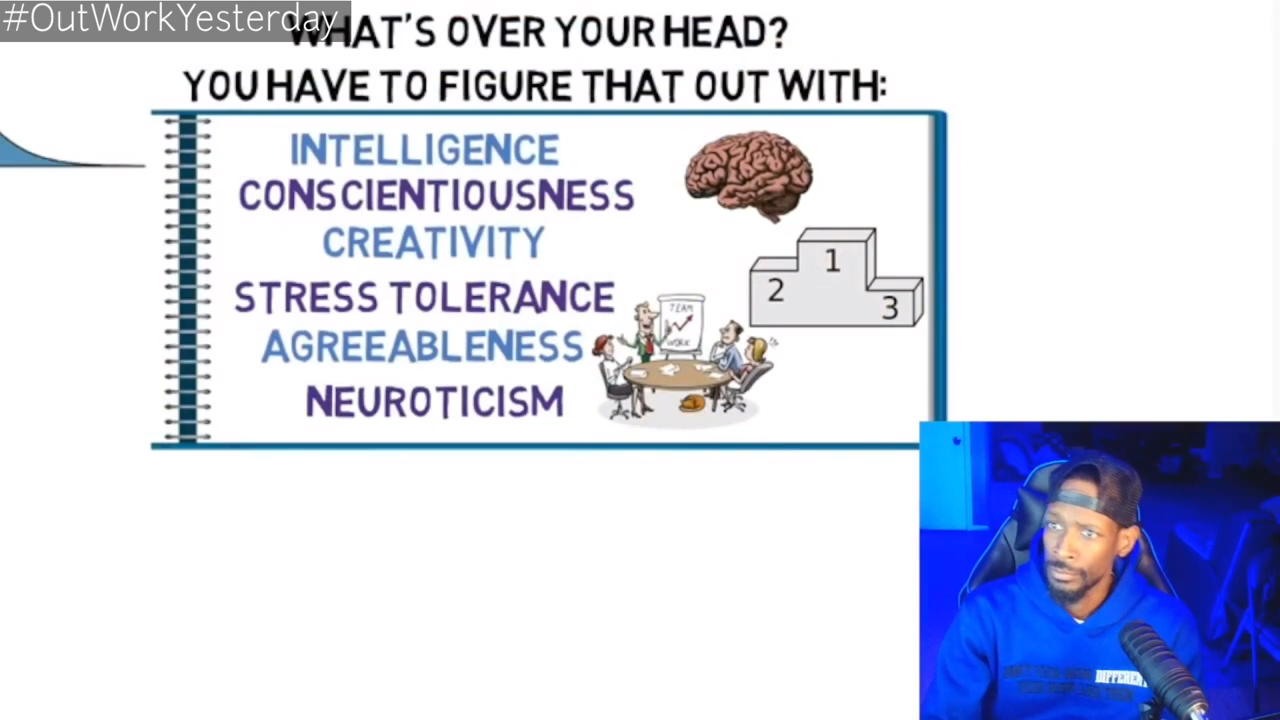 #OutWorkYesterday
WHAT'S OVER YOUR HEAD?
YOU HAVE TO FIGURE THAT OUT WITH:
INTELLIGENCE
CONSCIENTIOUSNESS
CREATIVITY
1
2
3
STRESS TOLERANCE
TEAM
WORK
AGREEABLENESS
NEUROTICISM
DIFFERENT